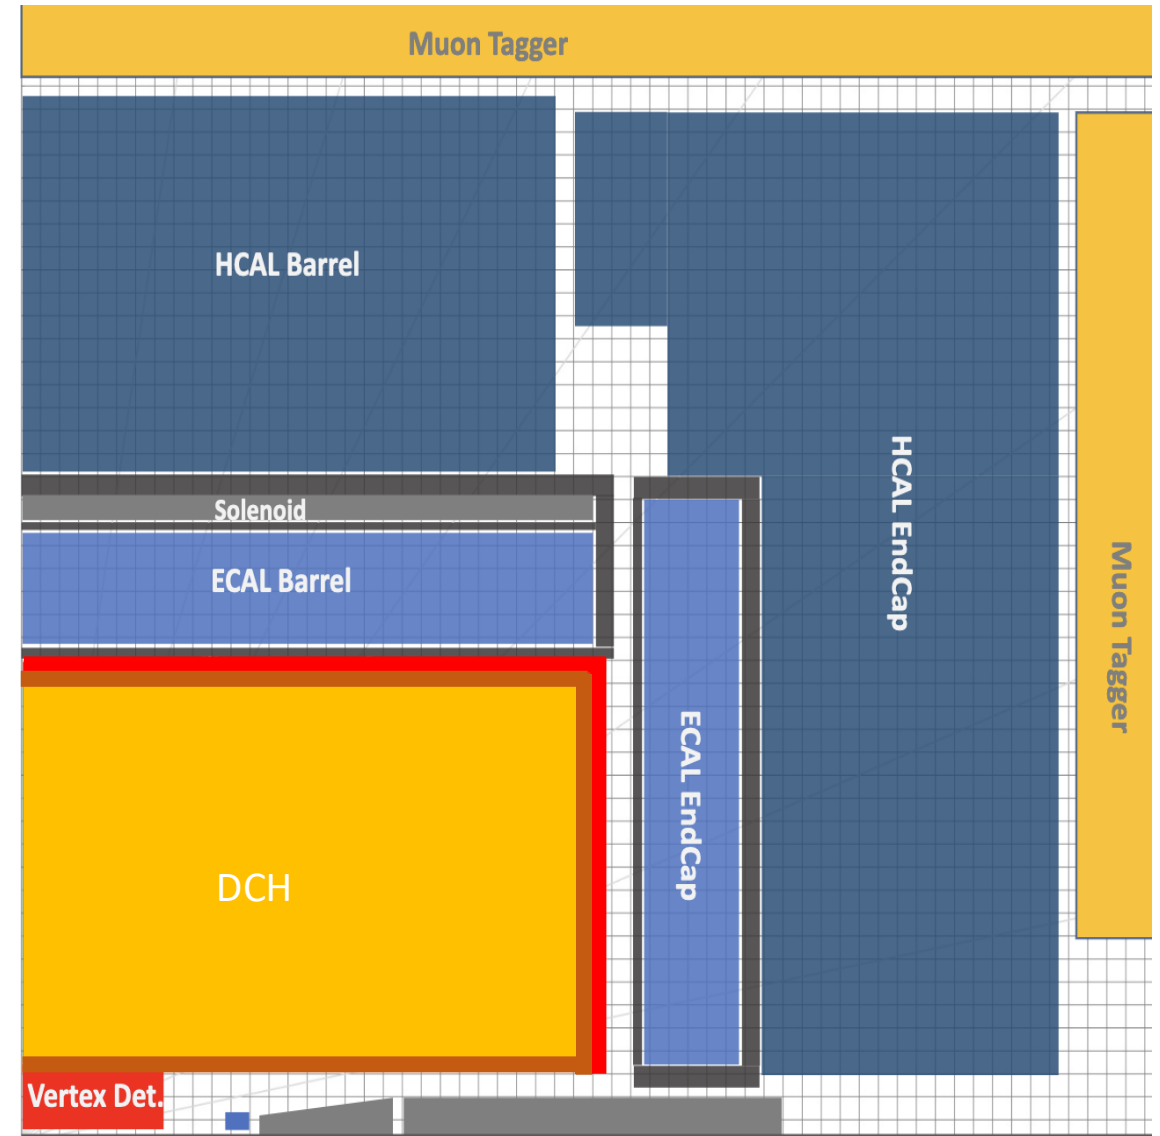 Muon Tagger
HCAL Barrel
HCAL EndCap
Solenoid
ECAL Barrel
Muon Tagger
ECAL EndCap
DCH
Vertex Det.